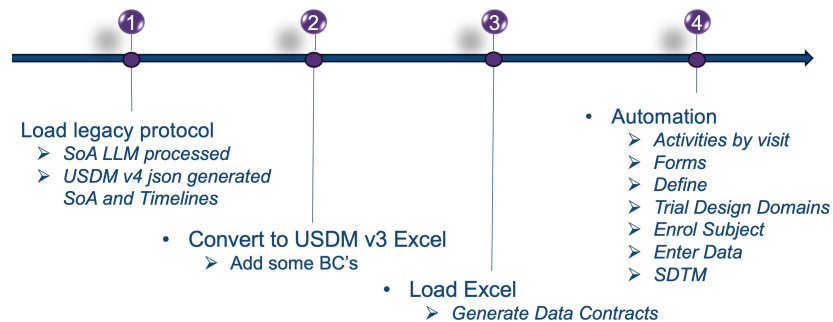 1
2
3
4
Load legacy protocol
➢ SoA LLM processed
➢ USDM v4 json generated
SoA and Timelines
• Convert to USDM v3 Excel
➢ Add some BC's
• Load Excel
➢ Generate Data Contracts
• Automation
➢ Activities by visit
➢ Forms
➢ Define
➢ Trial Design Domains
➢ Enrol Subject
➢ Enter Data
➢ SDTM